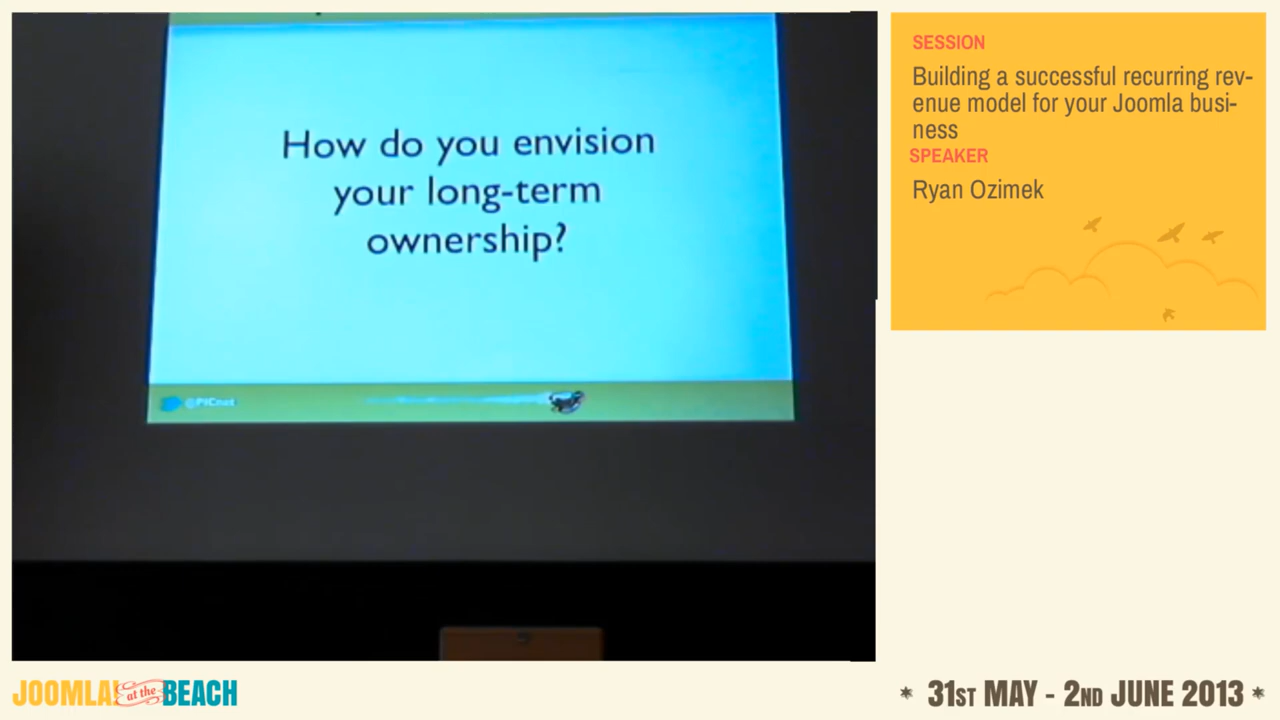 How do you envision
your long-term
ownership?
@PICnet
SESSION
Building a successful recurring rev-
enue model for your Joomla busi-
ness
SPEAKER
Ryan Ozimek
JOOMLA! at the BEACH
* 31ST MAY - 2ND JUNE 2013 *